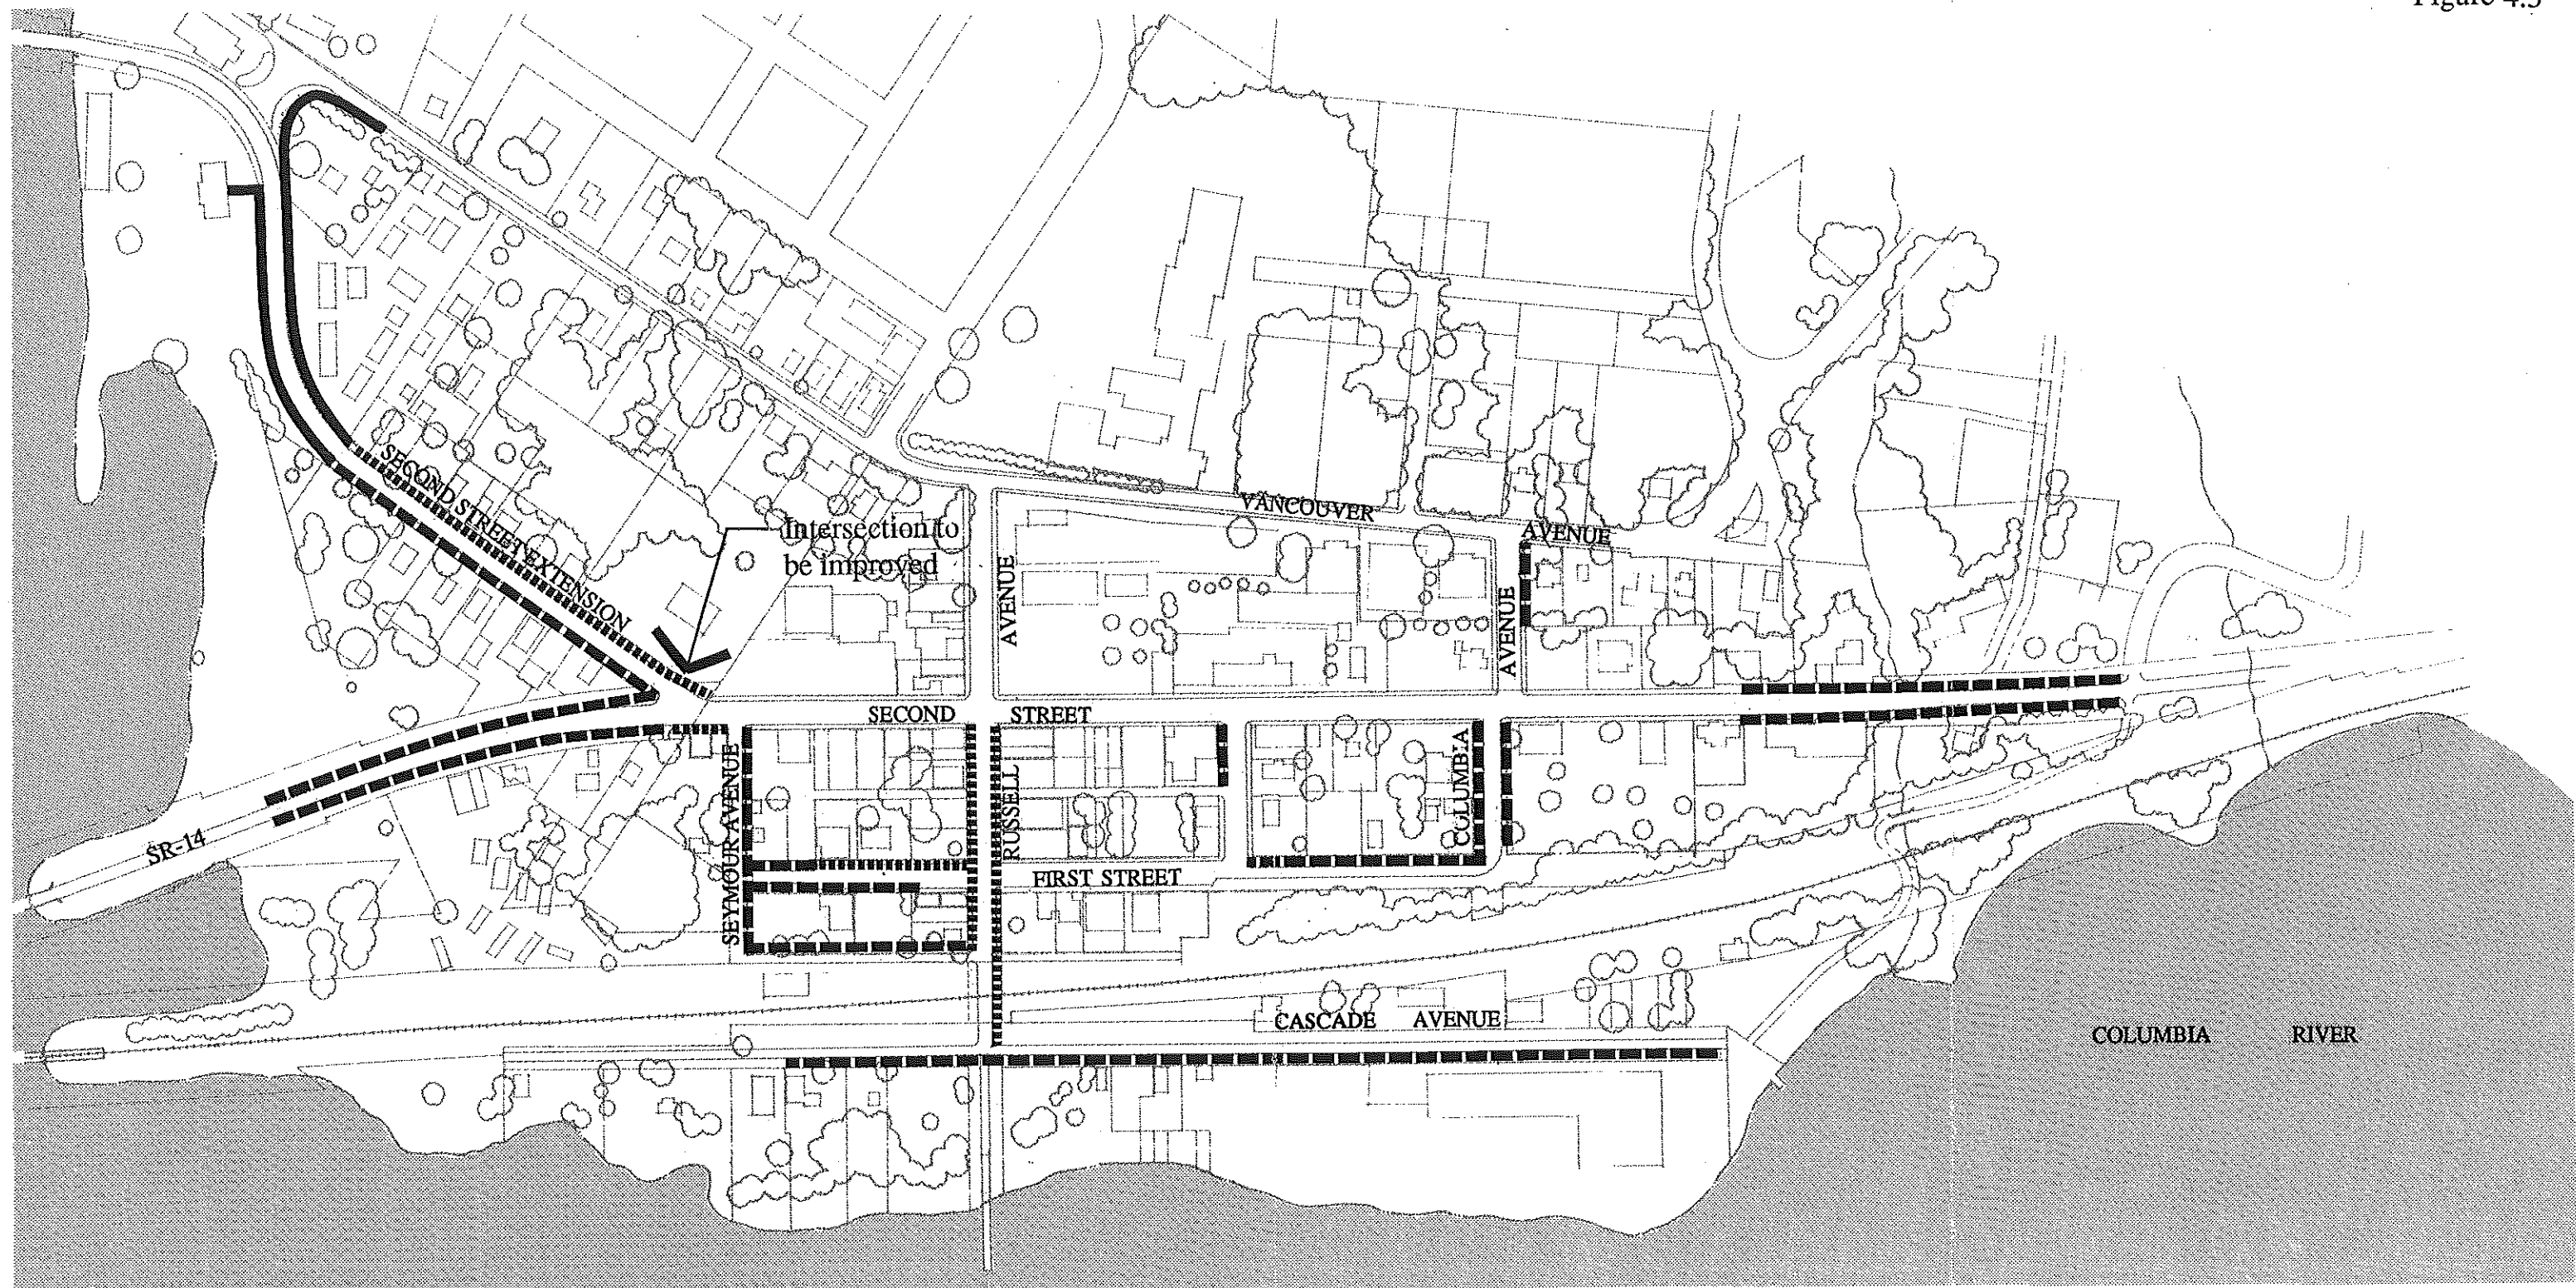 Figure 4.5
VANCOUVER
AVENUE
SECOND STREET EXTENSION
Intersection to
be improved
AVENUE
AVENUE
SECOND STREET
SEYMOUR AVENUE
RUSSELL
COLUMBIA
SR-14
FIRST STREET
CASCADE AVENUE
COLUMBIA RIVER